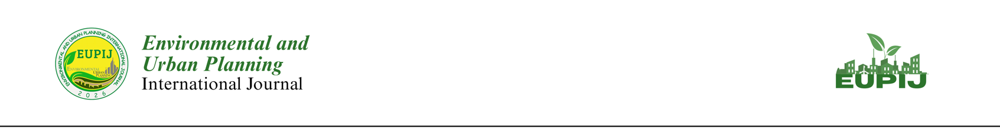 ENVIRONMENTAL AND URBAN PLANNING INTERNATIONAL JOURNAL
EUPIJ
ENVIRONMENTAL
URBAN
PLANNING
2026
Environmental and
Urban Planning
International Journal
EUPIJ